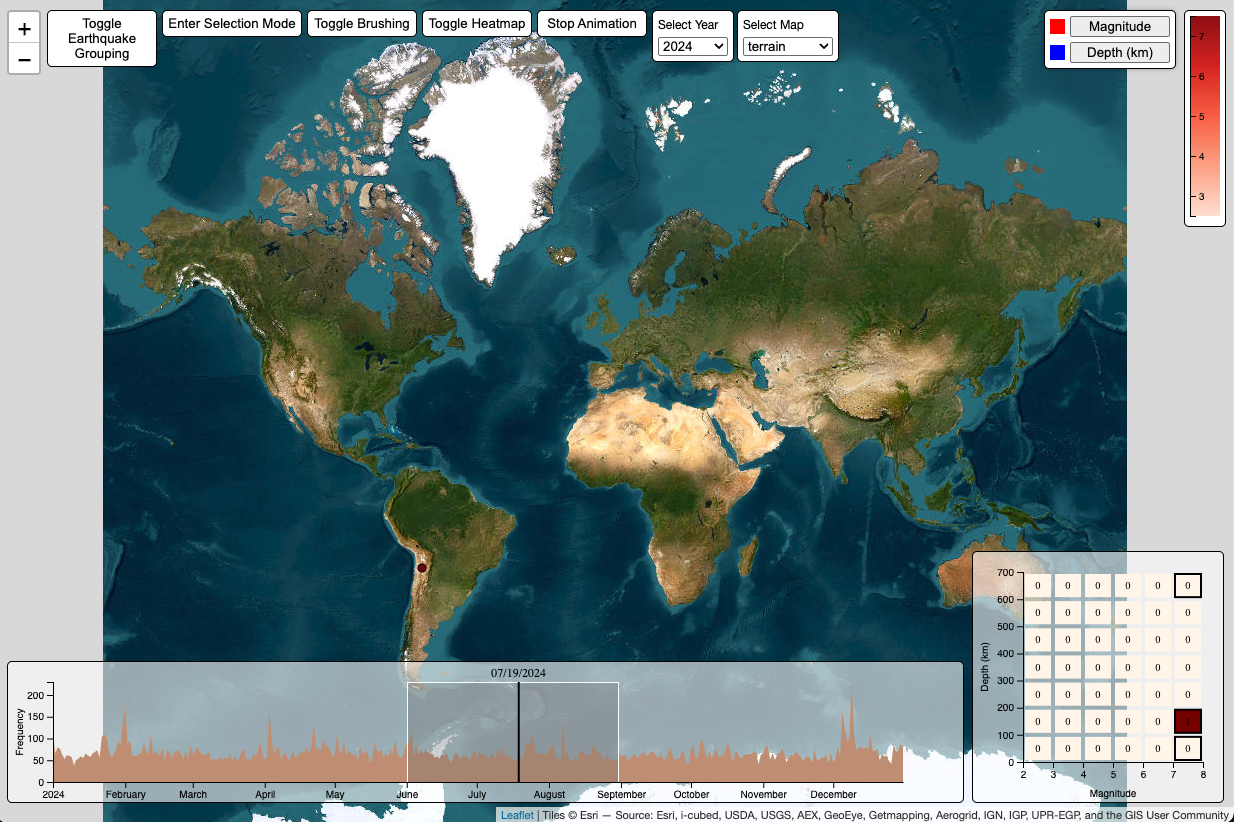 +
−
Toggle
Earthquake
Grouping
Enter Selection Mode
Toggle Brushing
Toggle Heatmap
Stop Animation
Select Year
2024
Select Map
terrain
Magnitude
Depth (km)
7
6
5
4
3
07/19/2024
Frequency
200
150
100
50
0
2024 February March April May June July August September October November December
Depth (km)
700
600
500
400
300
200
100
0
0 0 0 0 0 0
0 0 0 0 0 0
0 0 0 0 0 0
0 0 0 0 0 0
0 0 0 0 0 0
0 0 0 0 0 1
0 0 0 0 0 0
2 3 4 5 6 7 8
Magnitude
Leaflet | Tiles © Esri — Source: Esri, i-cubed, USDA, USGS, AEX, GeoEye, Getmapping, Aerogrid, IGN, IGP, UPR-EGP, and the GIS User Community